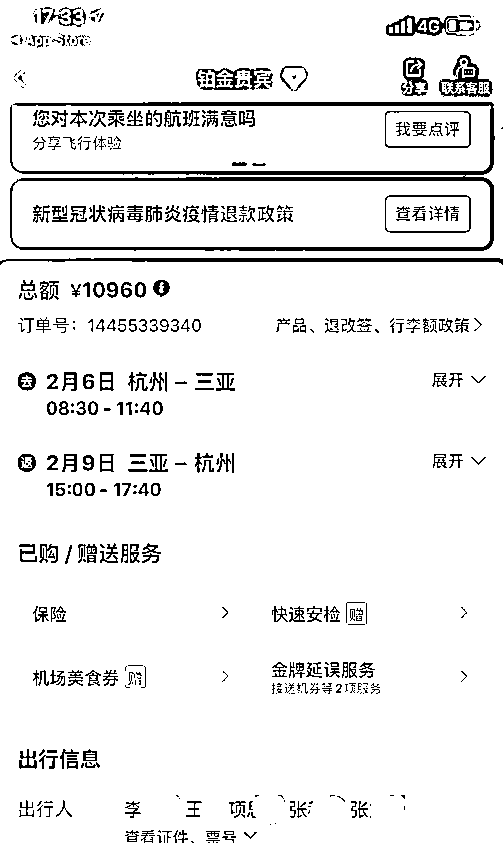 17:33
App Store
4G
铂金贵宾
分享
联系客服
您对本次乘坐的航班满意吗
分享飞行体验
我要点评
新型冠状病毒肺炎疫情退款政策
查看详情
总额 ¥10960
订单号：14455339340
产品、退改签、行李额政策
去 2月6日 杭州 – 三亚
展开
08:30 - 11:40
返 2月9日 三亚 – 杭州
展开
15:00 - 17:40
已购 / 赠送服务
保险
快速安检 赠
机场美食券 赠
金牌延误服务
接送机券等2项服务
出行信息
出行人 李 王 项 张 张
查看证件、票号